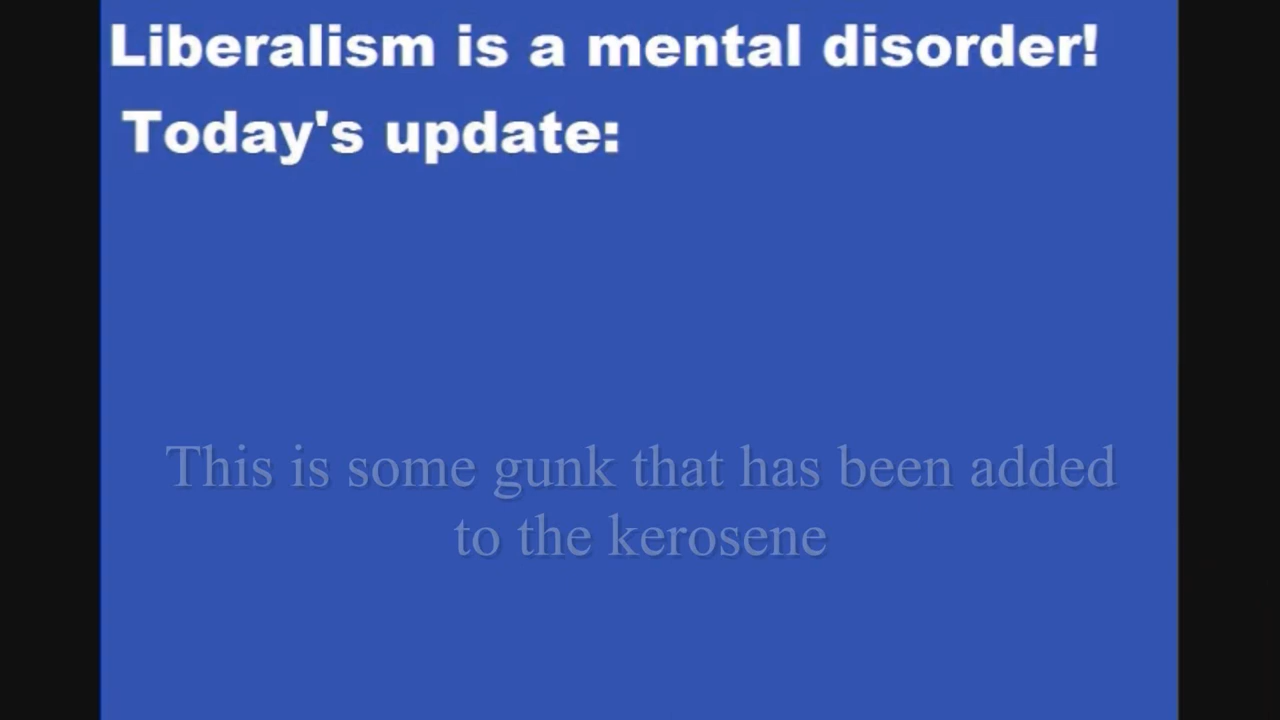 Liberalism is a mental disorder!
Today's update:
This is some gunk that has been added
to the kerosene